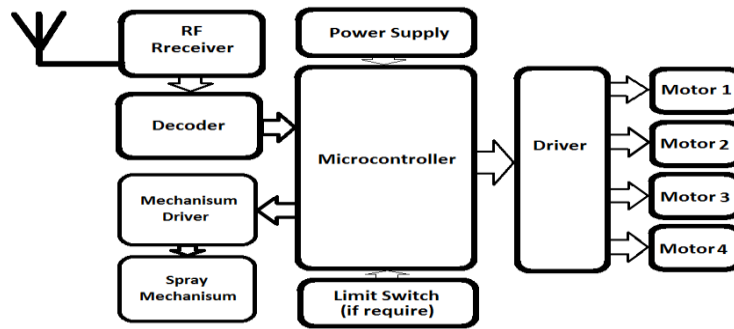 RF
Rreceiver
Power Supply
Decoder
Microcontroller
Driver
Motor 1
Motor 2
Motor 3
Motor 4
Mechanisum
Driver
Spray
Mechanisum
Limit Switch
(if require)